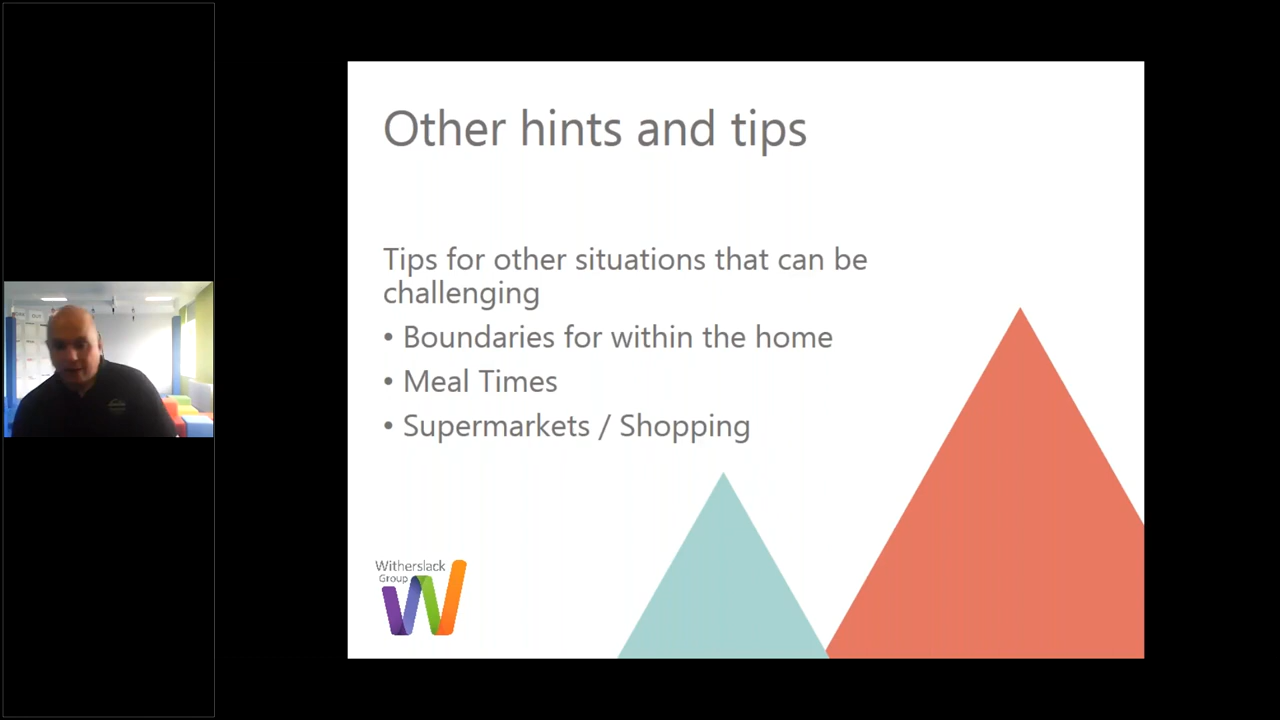 Other hints and tips
Tips for other situations that can be
challenging
• Boundaries for within the home
• Meal Times
• Supermarkets / Shopping
Witherslack
Group